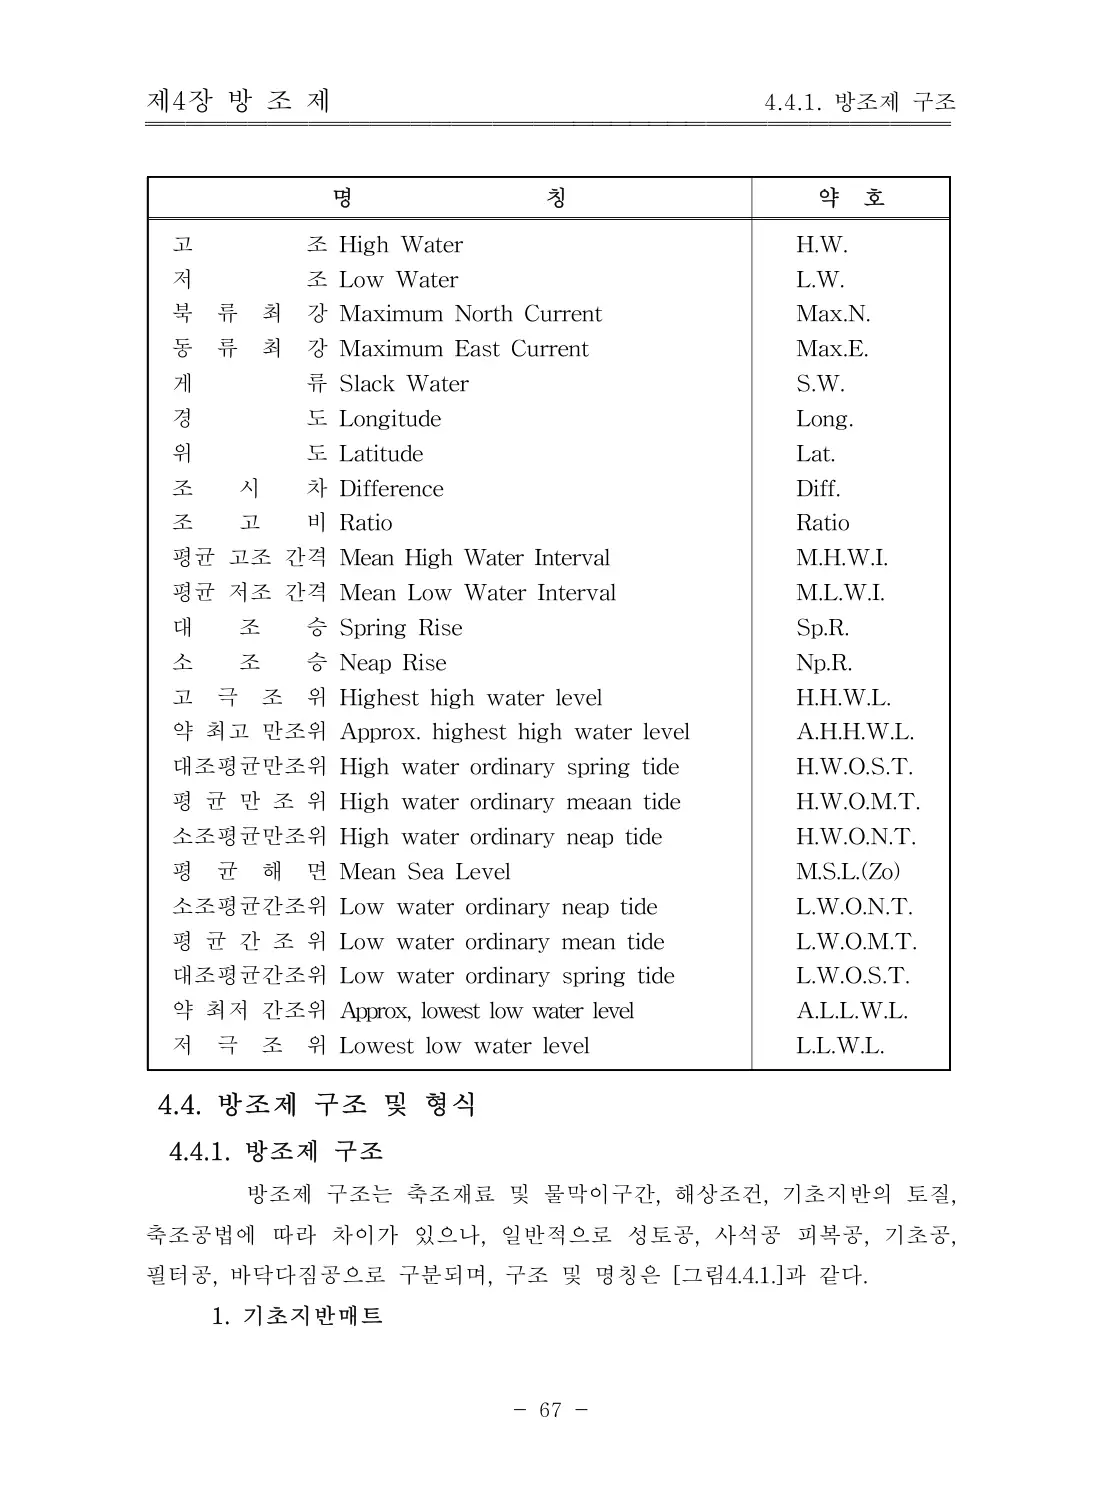 제4장 방 조 제
4.4.1. 방조제 구조
명 칭 약 호
고 조 High Water H.W.
저 조 Low Water L.W.
북 류 최 강 Maximum North Current Max.N.
동 류 최 강 Maximum East Current Max.E.
게 류 Slack Water S.W.
경 도 Longitude Long.
위 도 Latitude Lat.
조 시 차 Difference Diff.
조 고 비 Ratio Ratio
평균 고조 간격 Mean High Water Interval M.H.W.I.
평균 저조 간격 Mean Low Water Interval M.L.W.I.
대 조 승 Spring Rise Sp.R.
소 조 승 Neap Rise Np.R.
고 극 조 위 Highest high water level H.H.W.L.
약 최고 만조위 Approx. highest high water level A.H.H.W.L.
대조평균만조위 High water ordinary spring tide H.W.O.S.T.
평 균 만 조 위 High water ordinary meaan tide H.W.O.M.T.
소조평균만조위 High water ordinary neap tide H.W.O.N.T.
평 균 해 면 Mean Sea Level M.S.L.(Zo)
소조평균간조위 Low water ordinary neap tide L.W.O.N.T.
평 균 간 조 위 Low water ordinary mean tide L.W.O.M.T.
대조평균간조위 Low water ordinary spring tide L.W.O.S.T.
약 최저 간조위 Approx, lowest low water level A.L.L.W.L.
저 극 조 위 Lowest low water level L.L.W.L.
4.4. 방조제 구조 및 형식
4.4.1. 방조제 구조
방조제 구조는 축조재료 및 물막이구간, 해상조건, 기초지반의 토질,
축조공법에 따라 차이가 있으나, 일반적으로 성토공, 사석공 피복공, 기초공,
필터공, 바닥다짐공으로 구분되며, 구조 및 명칭은 [그림4.4.1.]과 같다.
1. 기초지반매트
- 67 -